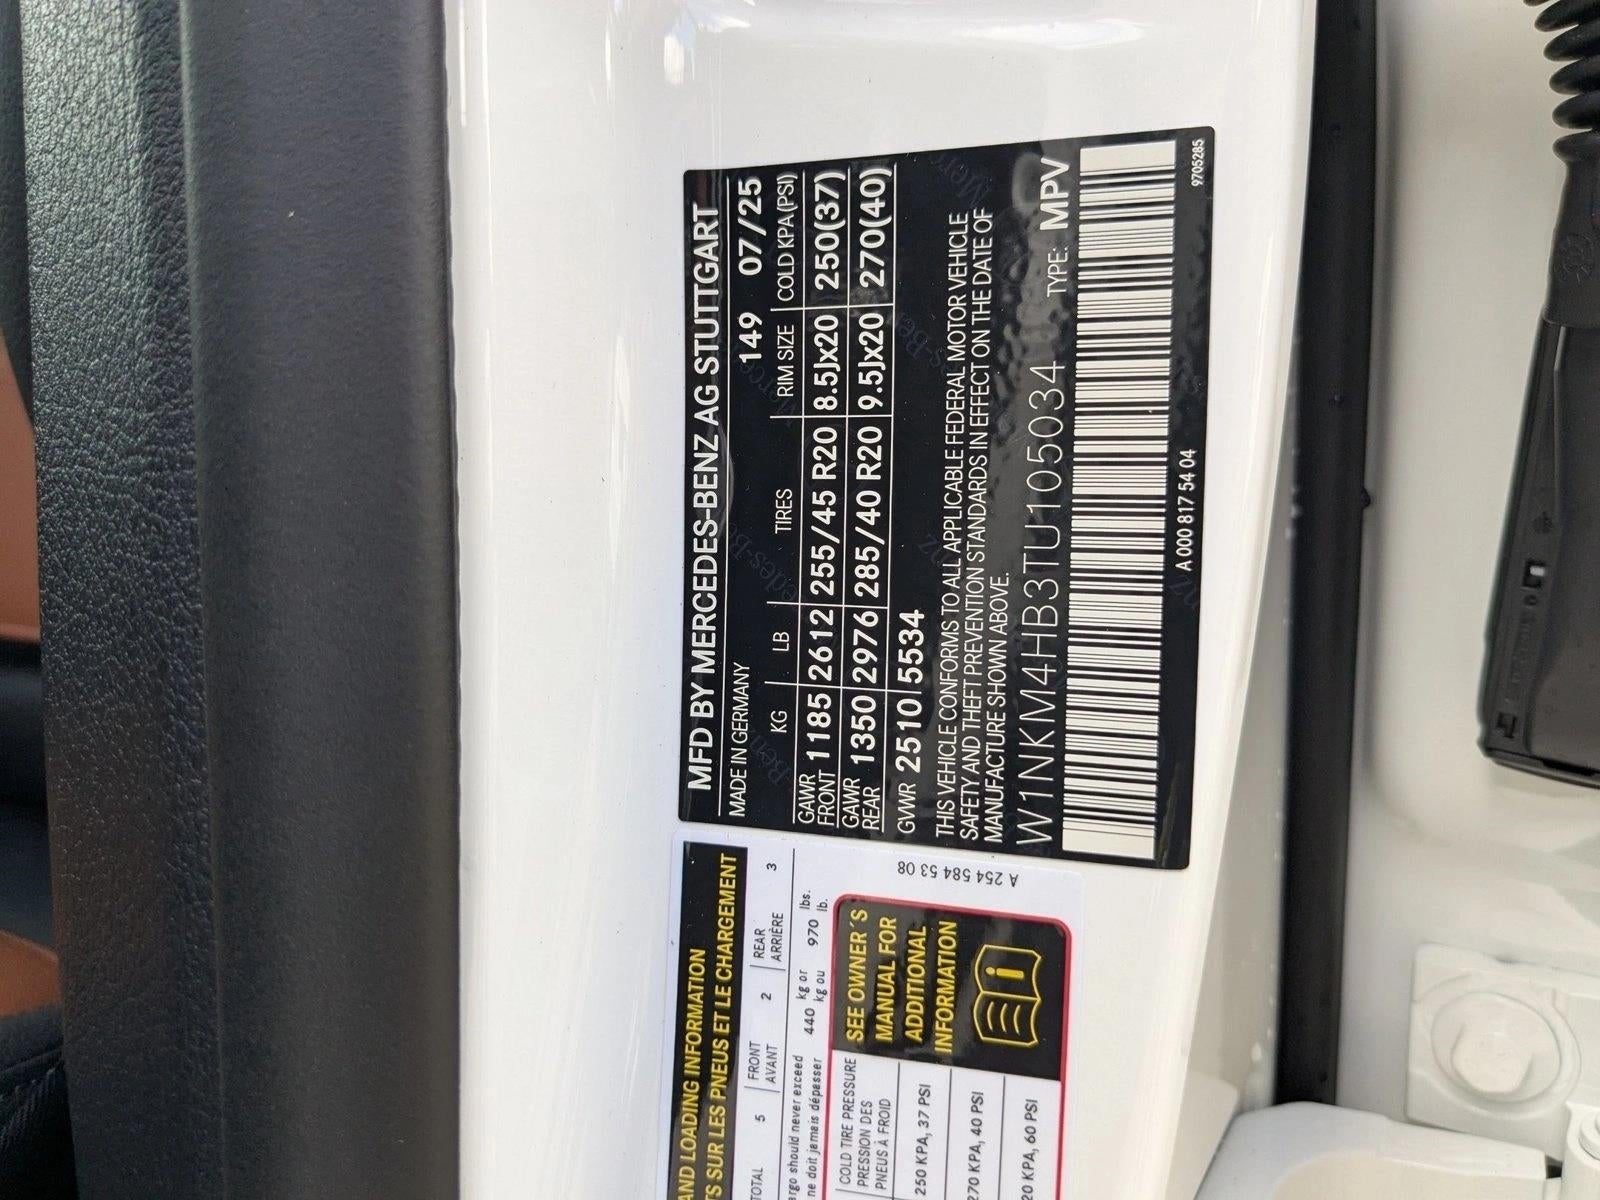 MFD BY MERCEDES-BENZ AG STUTTGART
MADE IN GERMANY 149 07/25
KG LB TIRES RIM SIZE COLD KPA(PSI)
GAWR FRONT 1185 2612 255/45 R20 8.5Jx20 250(37)
GAWR REAR 1350 2976 285/40 R20 9.5Jx20 270(40)
GVWR 2510 5534
THIS VEHICLE CONFORMS TO ALL APPLICABLE FEDERAL MOTOR VEHICLE
SAFETY AND THEFT PREVENTION STANDARDS IN EFFECT ON THE DATE OF
MANUFACTURE SHOWN ABOVE.
W1NKM4HB3TU105034 TYPE: MPV
A 000 817 54 04
9705285
AND LOADING INFORMATION
SUR LES PNEUS ET LE CHARGEMENT
TOTAL 5 FRONT AVANT 2 REAR ARRIÈRE 3
should never exceed 440 kg or 970 lbs.
ne doit jamais dépasser kg ou lb.
COLD TIRE PRESSURE
PRESSION DES
PNEUS À FROID
250 KPA, 37 PSI
270 KPA, 40 PSI
20 KPA, 60 PSI
SEE OWNER'S
MANUAL FOR
ADDITIONAL
INFORMATION
A 254 584 53 08